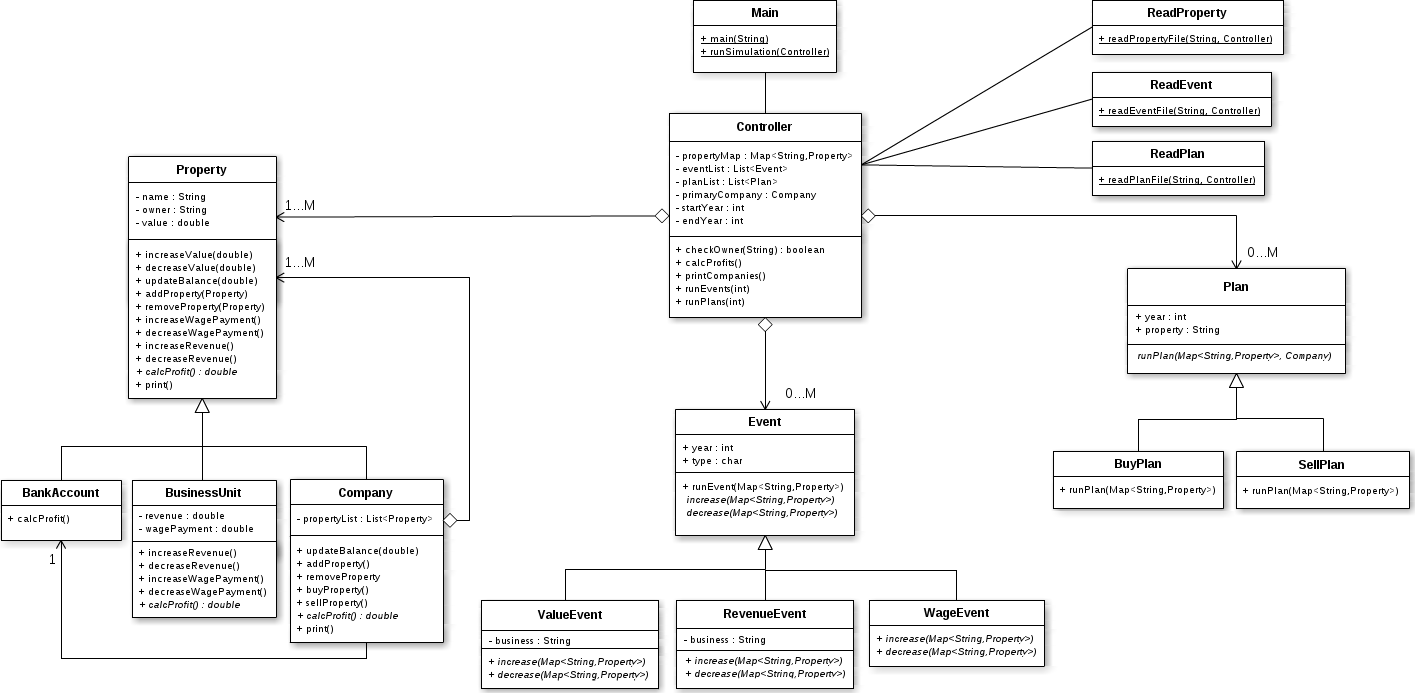 Main
+ main(String)
+ runSimulation(Controller)
ReadProperty
+ readPropertyFile(String, Controller)
ReadEvent
+ readEventFile(String, Controller)
ReadPlan
+ readPlanFile(String, Controller)
Controller
- propertyMap : Map<String,Property>
- eventList : List<Event>
- planList : List<Plan>
- primaryCompany : Company
- startYear : int
- endYear : int
+ checkOwner(String) : boolean
+ calcProfits()
+ printCompanies()
+ runEvents(int)
+ runPlans(int)
Property
- name : String
- owner : String
- value : double
+ increaseValue(double)
+ decreaseValue(double)
+ updateBalance(double)
+ addProperty(Property)
+ removeProperty(Property)
+ increaseWagePayment()
+ decreaseWagePayment()
+ increaseRevenue()
+ decreaseRevenue()
+ calcProfit() : double
+ print()
1...M
1...M
0...M
Plan
+ year : int
+ property : String
runPlan(Map<String,Property>, Company)
0...M
Event
+ year : int
+ type : char
+ runEvent(Map<String,Property>)
increase(Map<String,Property>)
decrease(Map<String,Property>)
BuyPlan
+ runPlan(Map<String,Property>)
SellPlan
+ runPlan(Map<String,Property>)
BankAccount
+ calcProfit()
1
BusinessUnit
- revenue : double
- wagePayment : double
+ increaseRevenue()
+ decreaseRevenue()
+ increaseWagePayment()
+ decreaseWagePayment()
+ calcProfit() : double
Company
- propertyList : List<Property>
+ updateBalance(double)
+ addProperty()
+ removeProperty
+ buyProperty()
+ sellProperty()
+ calcProfit() : double
+ print()
ValueEvent
- business : String
+ increase(Map<String,Property>)
+ decrease(Map<String,Property>)
RevenueEvent
- business : String
+ increase(Map<String,Property>)
+ decrease(Map<String,Property>)
WageEvent
+ increase(Map<String,Property>)
+ decrease(Map<String,Property>)